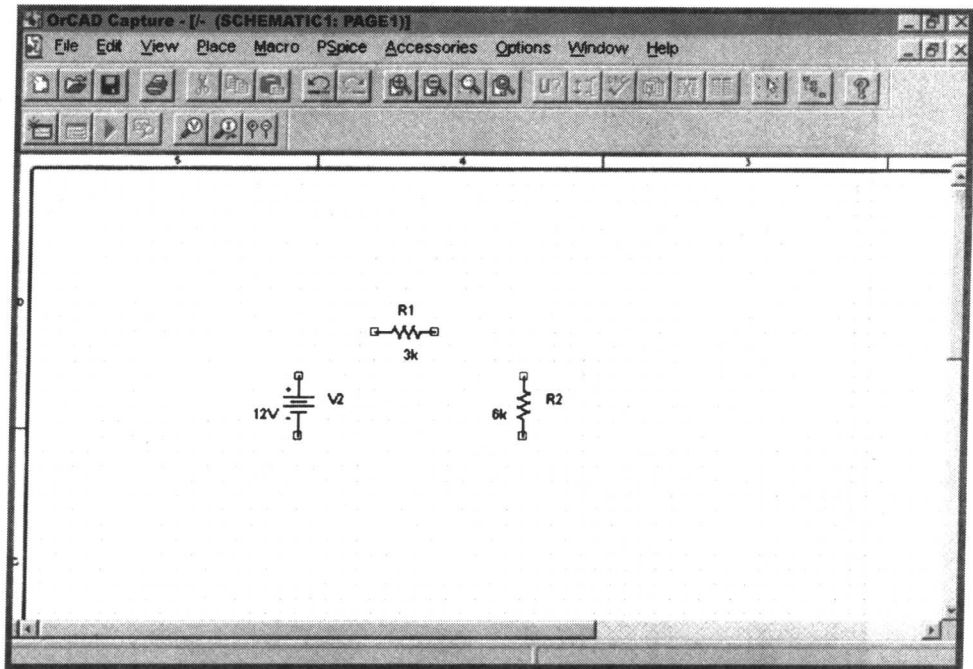 OrCAD Capture - [/- (SCHEMATIC1: PAGE1)]
File Edit View Place Macro PSpice Accessories Options Window Help
U?
V I
5 4 3
D
R1
3k
+
12V
-
V2
6k
R2
C